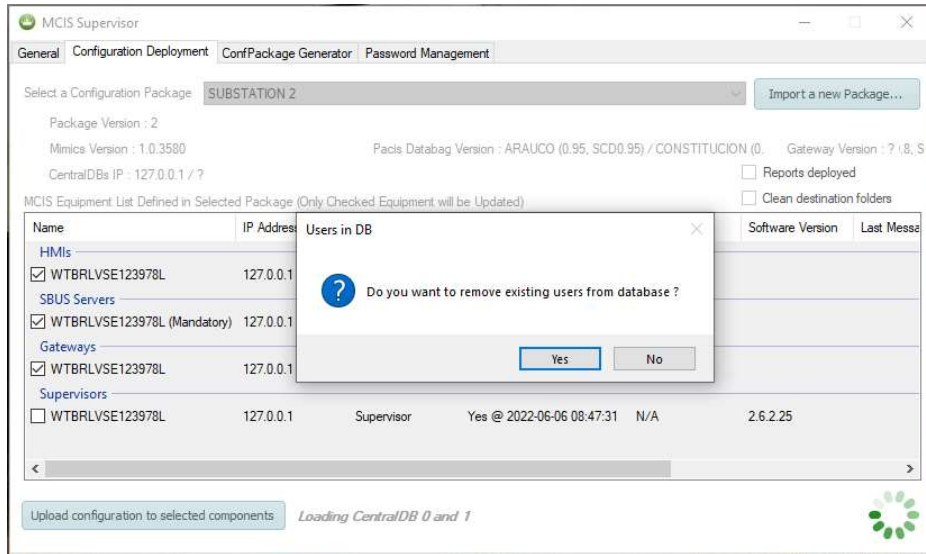 MCIS Supervisor
General Configuration Deployment ConfPackage Generator Password Management
Select a Configuration Package SUBSTATION 2 Import a new Package...
Package Version : 2
Mimics Version : 1.0.3580 Pacis Databag Version : ARAUCO (0.95, SCD0.95) / CONSTITUCION (0. Gateway Version : ? (.8, S
CentralDBs IP : 127.0.0.1 / ? Reports deployed
MCIS Equipment List Defined in Selected Package (Only Checked Equipment will be Updated) Clean destination folders
Name IP Address Software Version Last Messa
Users in DB
HMIs
WTBRLVSE123978L 127.0.0.1
Do you want to remove existing users from database ?
SBUS Servers
WTBRLVSE123978L (Mandatory) 127.0.0.1
Gateways
Yes No
WTBRLVSE123978L 127.0.0.1
Supervisors
WTBRLVSE123978L 127.0.0.1 Supervisor Yes @ 2022-06-06 08:47:31 N/A 2.6.2.25
Upload configuration to selected components Loading CentralDB 0 and 1